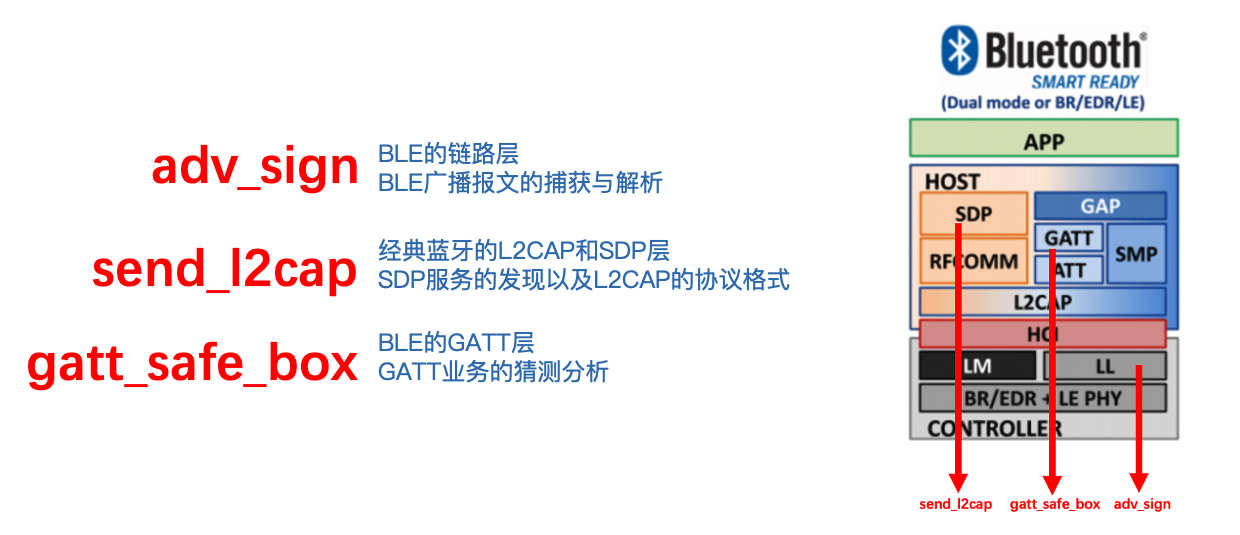 adv_sign
BLE的链路层
BLE广播报文的捕获与解析
send_l2cap
经典蓝牙的L2CAP和SDP层
SDP服务的发现以及L2CAP的协议格式
gatt_safe_box
BLE的GATT层
GATT业务的猜测分析
Bluetooth®
SMART READY
(Dual mode or BR/EDR/LE)
APP
HOST
SDP
GAP
GATT
SMP
RFCOMM
ATT
L2CAP
HCI
LM
LL
BR/EDR + LE PHY
CONTROLLER
send_l2cap
gatt_safe_box
adv_sign